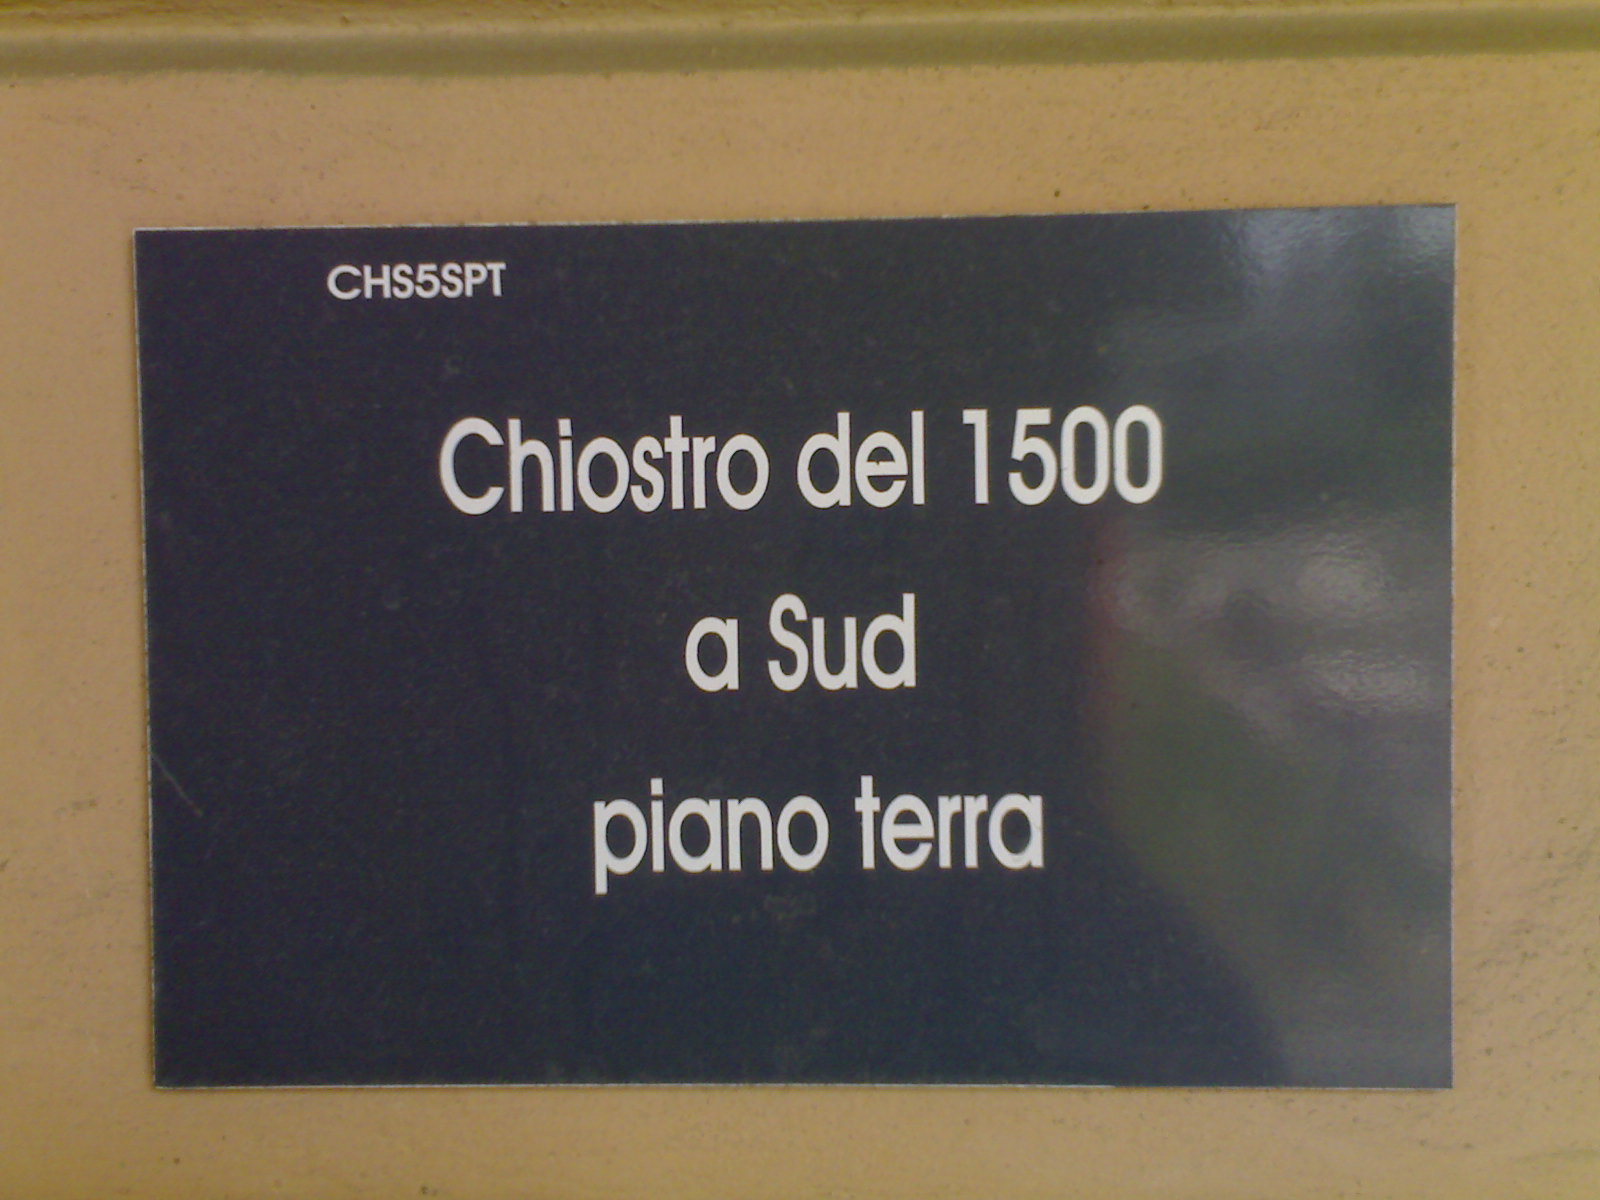 CHS5SPT
Chiostro del 1500
a Sud
piano terra